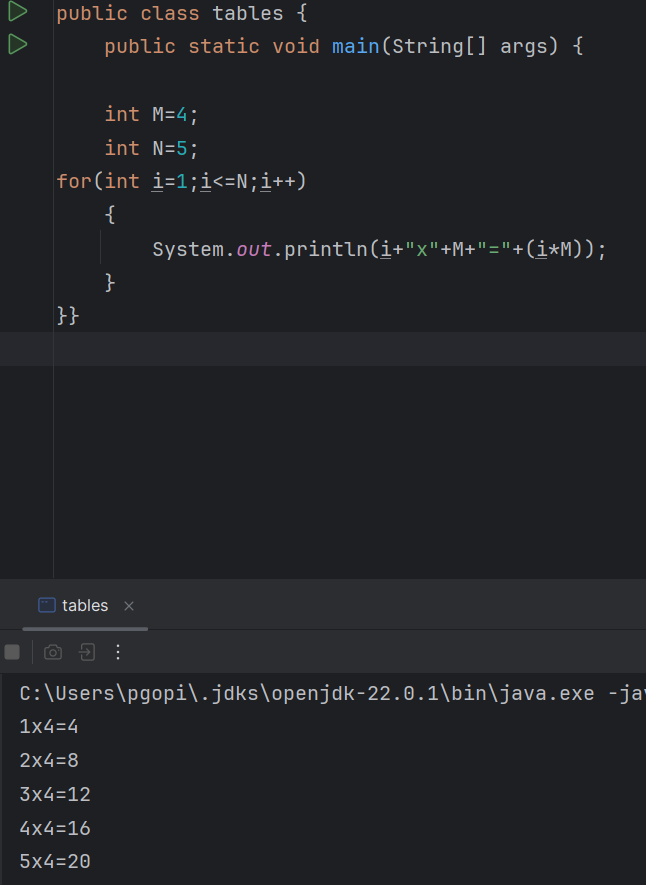 public class tables {
    public static void main(String[] args) {
    int M=4;
    int N=5;
for(int i=1;i<=N;i++)
    {
        System.out.println(i+"x"+M+"="+(i*M));
    }
}}
tables
C:\Users\pgopi\.jdks\openjdk-22.0.1\bin\java.exe
1x4=4
2x4=8
3x4=12
4x4=16
5x4=20